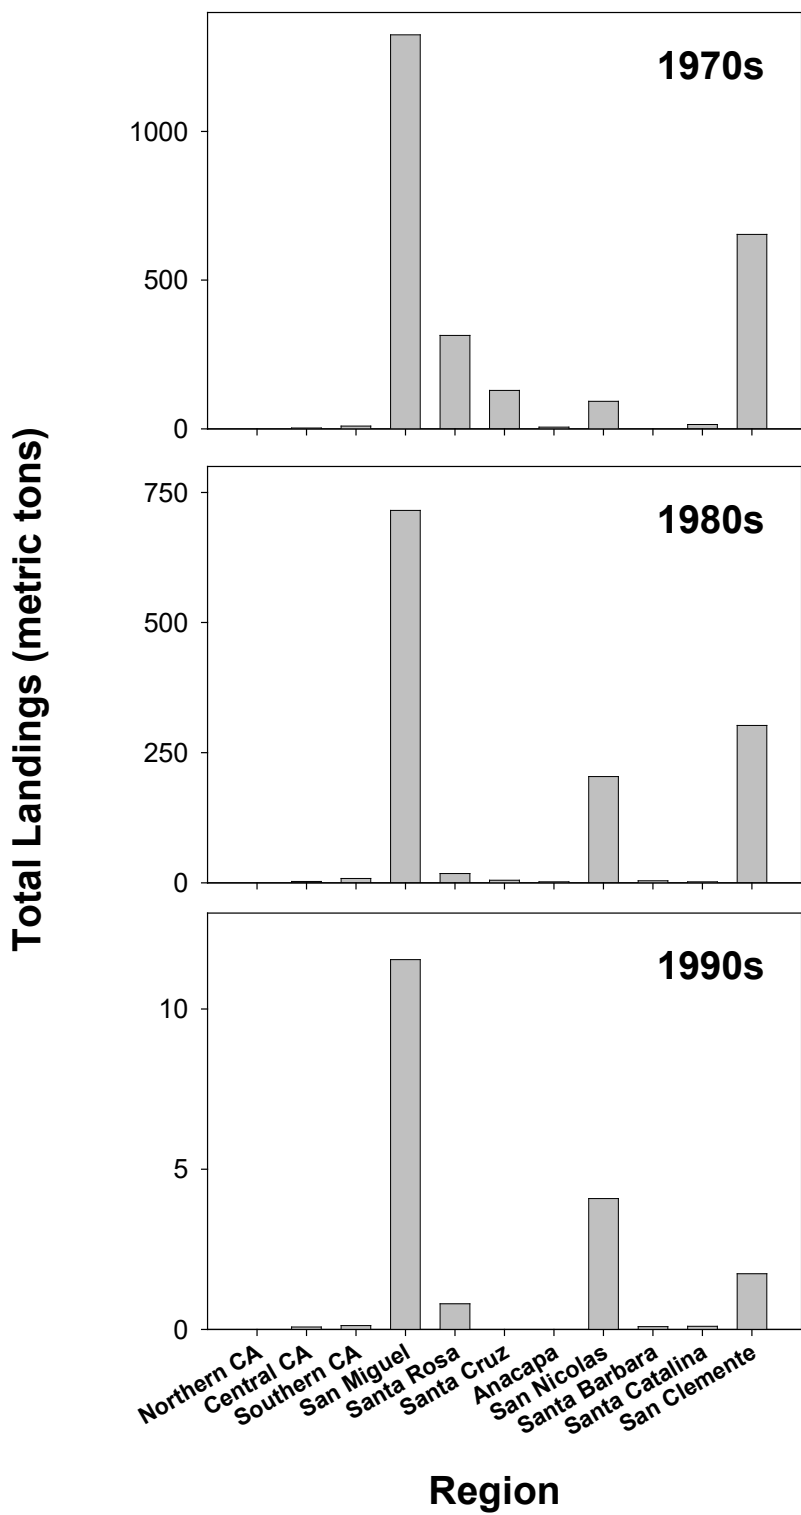 1970s
1000
500
0
1980s
750
500
250
0
1990s
10
5
0
Total Landings (metric tons)
Northern CA
Central CA
Southern CA
San Miguel
Santa Rosa
Santa Cruz
Anacapa
San Nicolas
Santa Barbara
Santa Catalina
San Clemente
Region